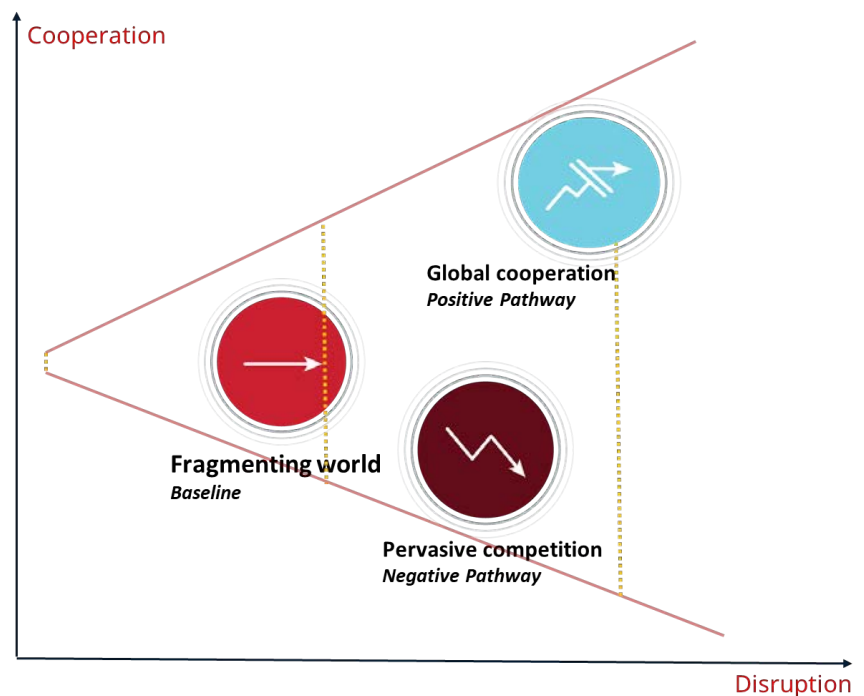 Cooperation
Global cooperation
Positive Pathway
Fragmenting world
Baseline
Pervasive competition
Negative Pathway
Disruption